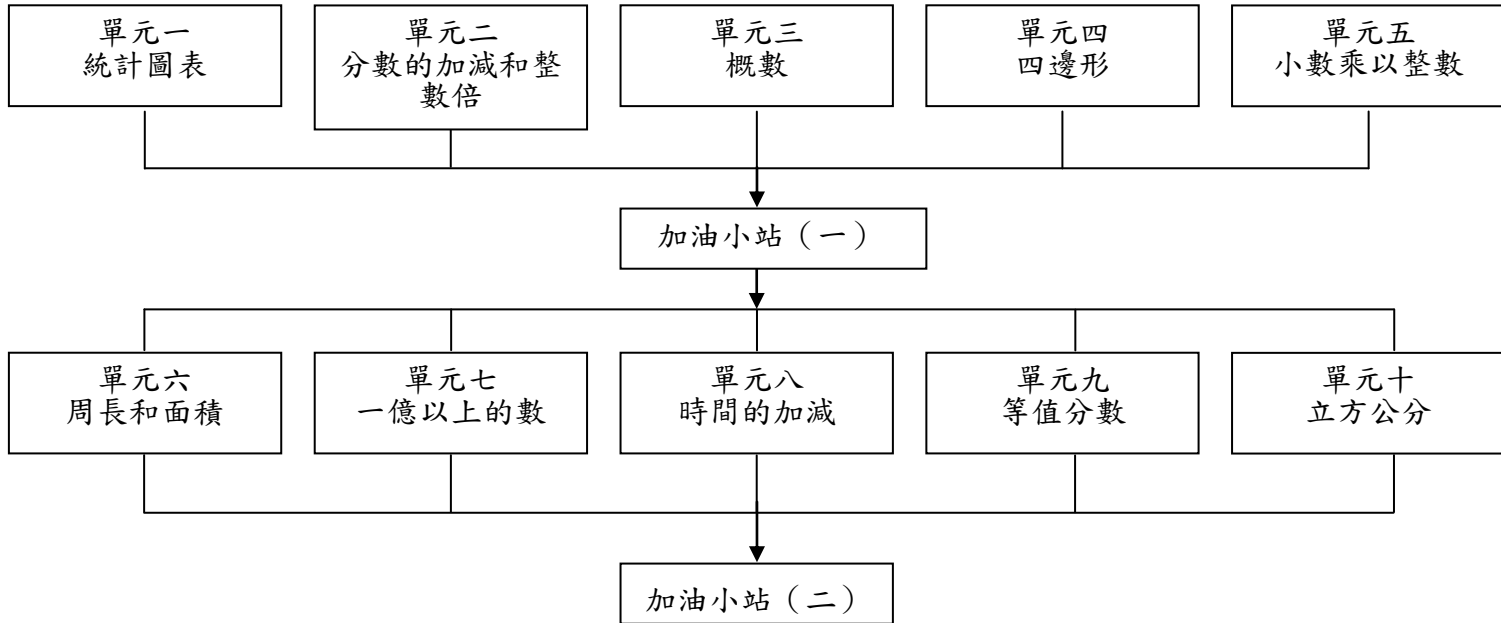 單元一
統計圖表
單元二
分數的加減和整
數倍
單元三
概數
單元四
四邊形
單元五
小數乘以整數
加油小站（一）
單元六
周長和面積
單元七
一億以上的數
單元八
時間的加減
單元九
等值分數
單元十
立方公分
加油小站（二）